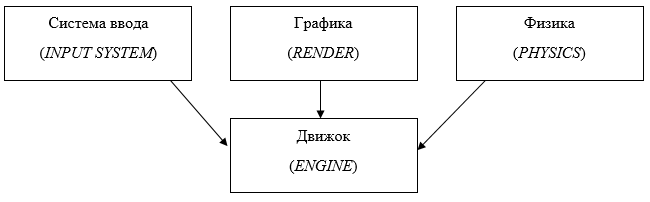 Система ввода
(INPUT SYSTEM)
Графика
(RENDER)
Физика
(PHYSICS)
Движок
(ENGINE)